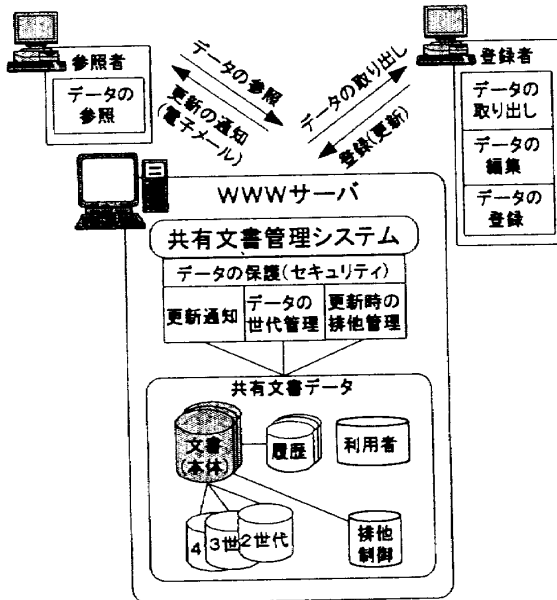 参照者
データの
参照
データの参照
更新の通知
(電子メール)
データの取り出し
登録(更新)
登録者
データの
取り出し
データの
編集
データの
登録
WWWサーバ
共有文書管理システム
データの保護(セキュリティ)
更新通知
データの
世代管理
更新時の
排他管理
共有文書データ
文書
(本体)
履歴
利用者
4
3世
2世代
排他
制御